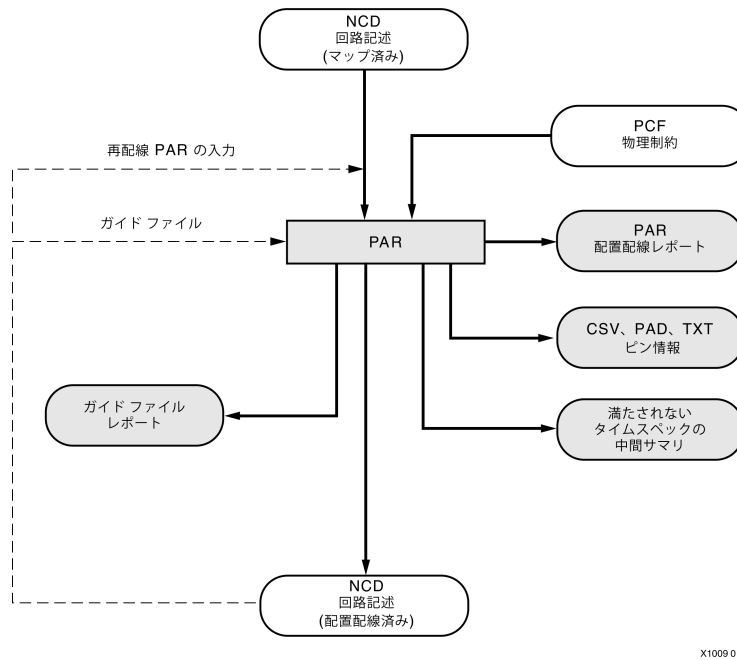 NCD
回路記述
(マップ済み)
PCF
物理制約
再配線 PAR の入力
ガイド ファイル
PAR
PAR
配置配線レポート
CSV、PAD、TXT
ピン情報
ガイド ファイル
レポート
満たされない
タイムスペックの
中間サマリ
NCD
回路記述
(配置配線済み)
X1009 0